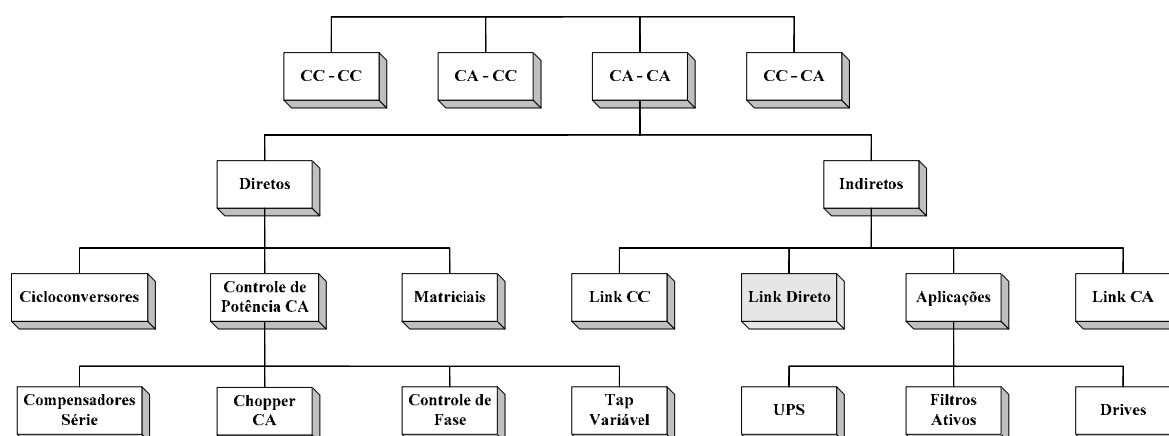 CC - CC
CA - CC
CA - CA
CC - CA
Diretos
Indiretos
Cicloconversores
Controle de
Potência CA
Matriciais
Link CC
Link Direto
Aplicações
Link CA
Compensadores
Série
Chopper
CA
Controle de
Fase
Tap
Variável
UPS
Filtros
Ativos
Drives